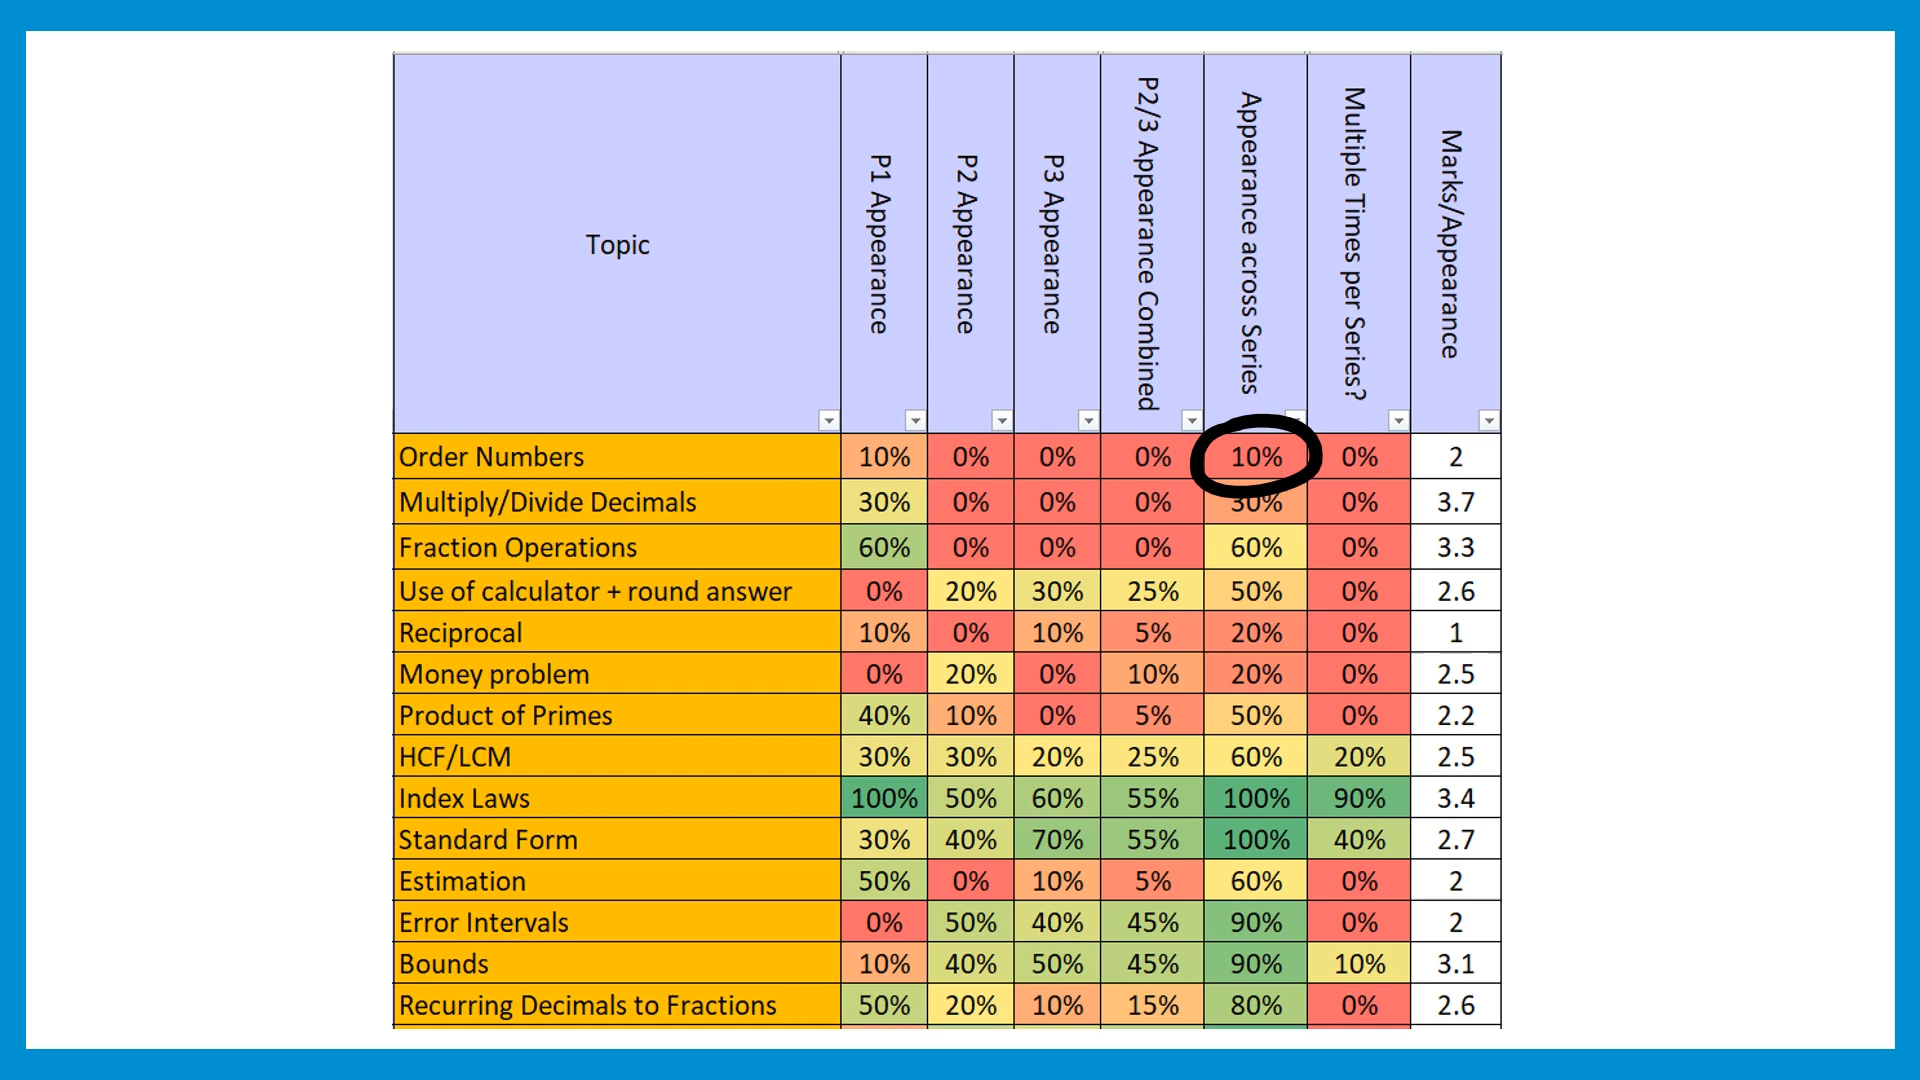 Topic P1 Appearance P2 Appearance P3 Appearance P2/3 Appearance Combined Appearance across Series Multiple Times per Series? Marks/Appearance
Order Numbers 10% 0% 0% 0% 10% 0% 2
Multiply/Divide Decimals 30% 0% 0% 0% 30% 0% 3.7
Fraction Operations 60% 0% 0% 0% 60% 0% 3.3
Use of calculator + round answer 0% 20% 30% 25% 50% 0% 2.6
Reciprocal 10% 0% 10% 5% 20% 0% 1
Money problem 0% 20% 0% 10% 20% 0% 2.5
Product of Primes 40% 10% 0% 5% 50% 0% 2.2
HCF/LCM 30% 30% 20% 25% 60% 20% 2.5
Index Laws 100% 50% 60% 55% 100% 90% 3.4
Standard Form 30% 40% 70% 55% 100% 40% 2.7
Estimation 50% 0% 10% 5% 60% 0% 2
Error Intervals 0% 50% 40% 45% 90% 0% 2
Bounds 10% 40% 50% 45% 90% 10% 3.1
Recurring Decimals to Fractions 50% 20% 10% 15% 80% 0% 2.6